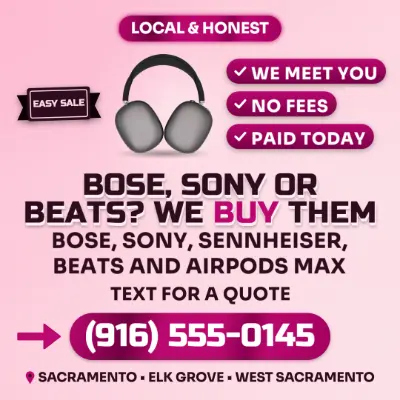 LOCAL & HONEST
EASY SALE
✓ WE MEET YOU
✓ NO FEES
✓ PAID TODAY
BOSE, SONY OR
BEATS? WE BUY THEM
BOSE, SONY, SENNHEISER,
BEATS AND AIRPODS MAX
TEXT FOR A QUOTE
(916) 555-0145
SACRAMENTO • ELK GROVE • WEST SACRAMENTO